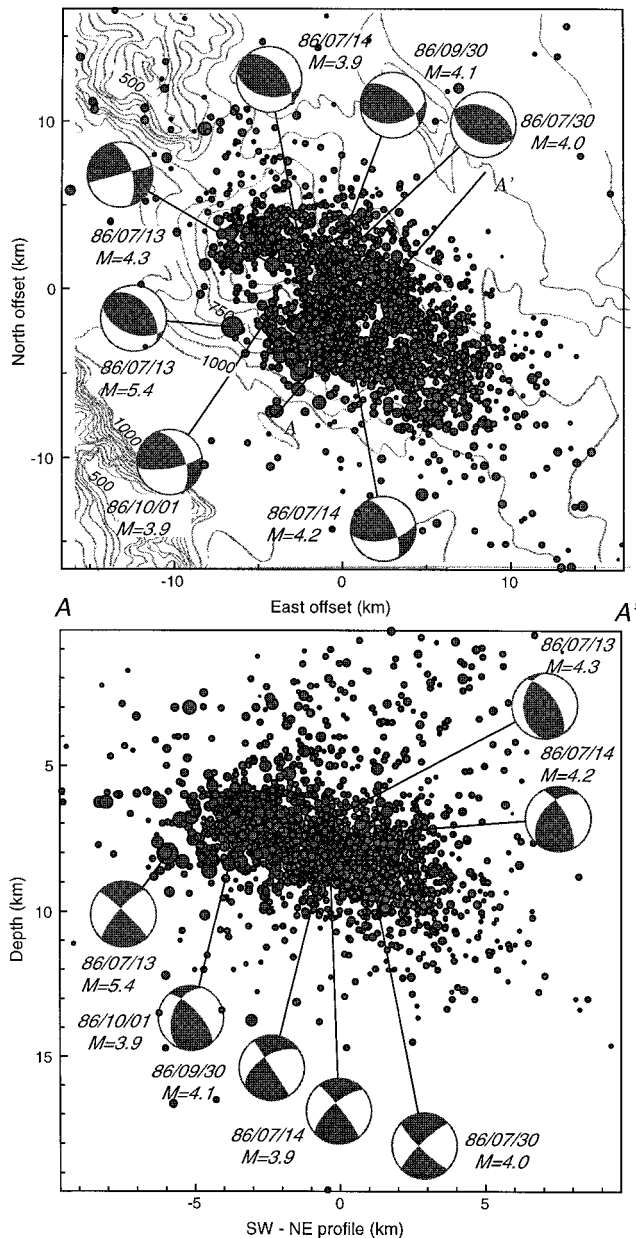 86/07/14
M=3.9
86/09/30
M=4.1
500
86/07/30
M=4.0
10
A'
86/07/13
M=4.3
0
North offset (km)
750
1000
86/07/13
M=5.4
A
1000
-10
500
86/10/01
M=3.9
86/07/14
M=4.2
-10
0
10
A
East offset (km)
A'
86/07/13
M=4.3
86/07/14
M=4.2
5
Depth (km)
10
86/07/13
M=5.4
86/10/01
M=3.9
86/09/30
M=4.1
15
86/07/14
M=3.9
86/07/30
M=4.0
-5
0
5
SW - NE profile (km)